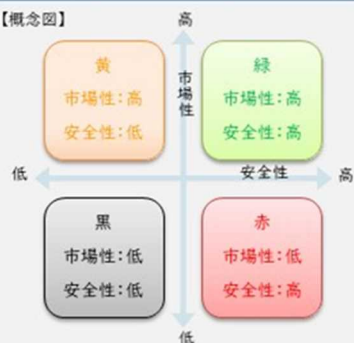 【概念図】
高
黄
市場性：高
安全性：低
市場性
緑
市場性：高
安全性：高
低
安全性
高
黒
市場性：低
安全性：低
赤
市場性：低
安全性：高
低